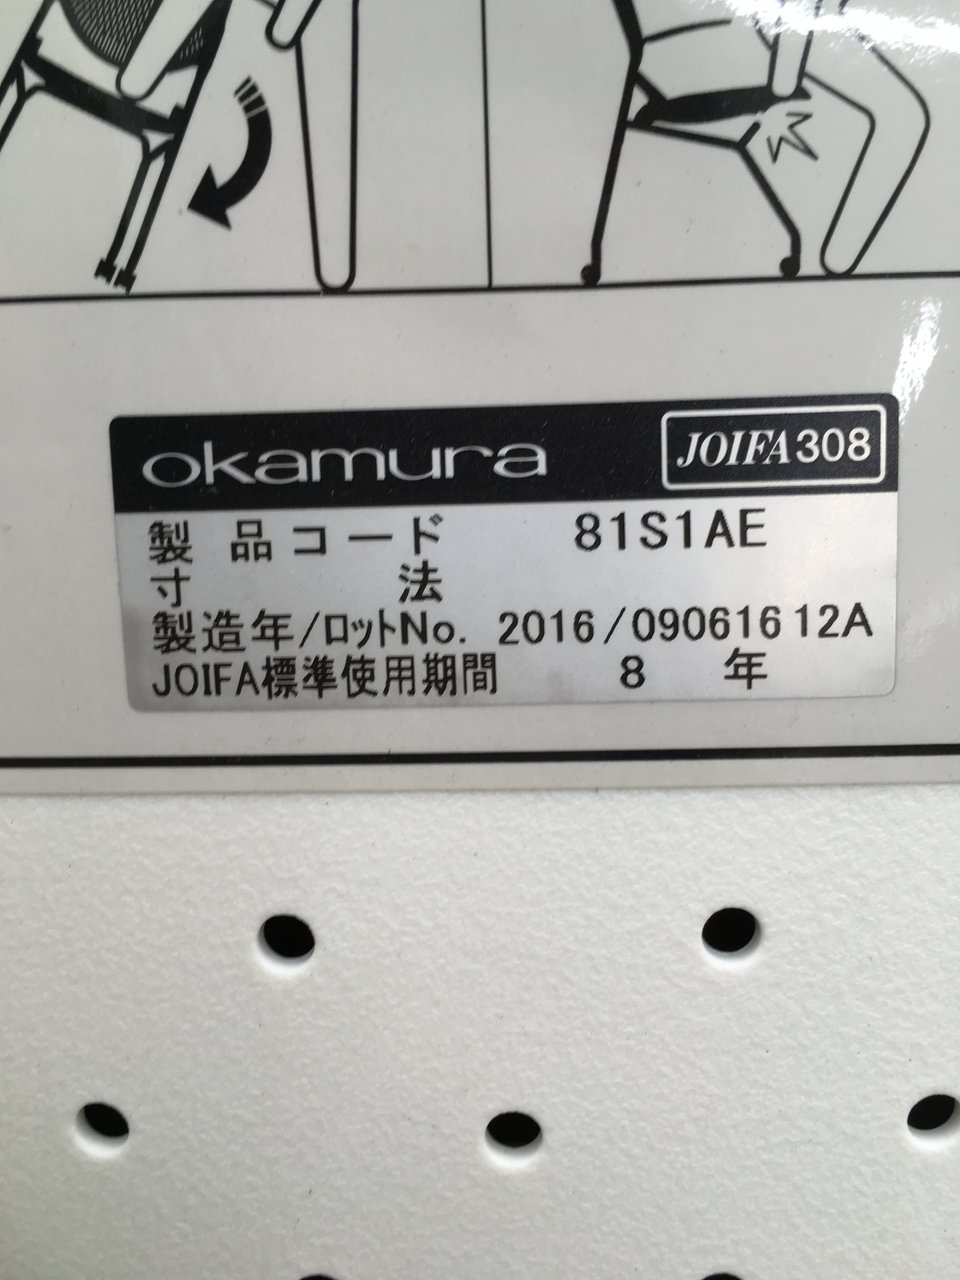 okamura JOIFA308
製品コード 81S1AE
寸法
製造年/ロットNo. 2016/09061612A
JOIFA標準使用期間 8 年